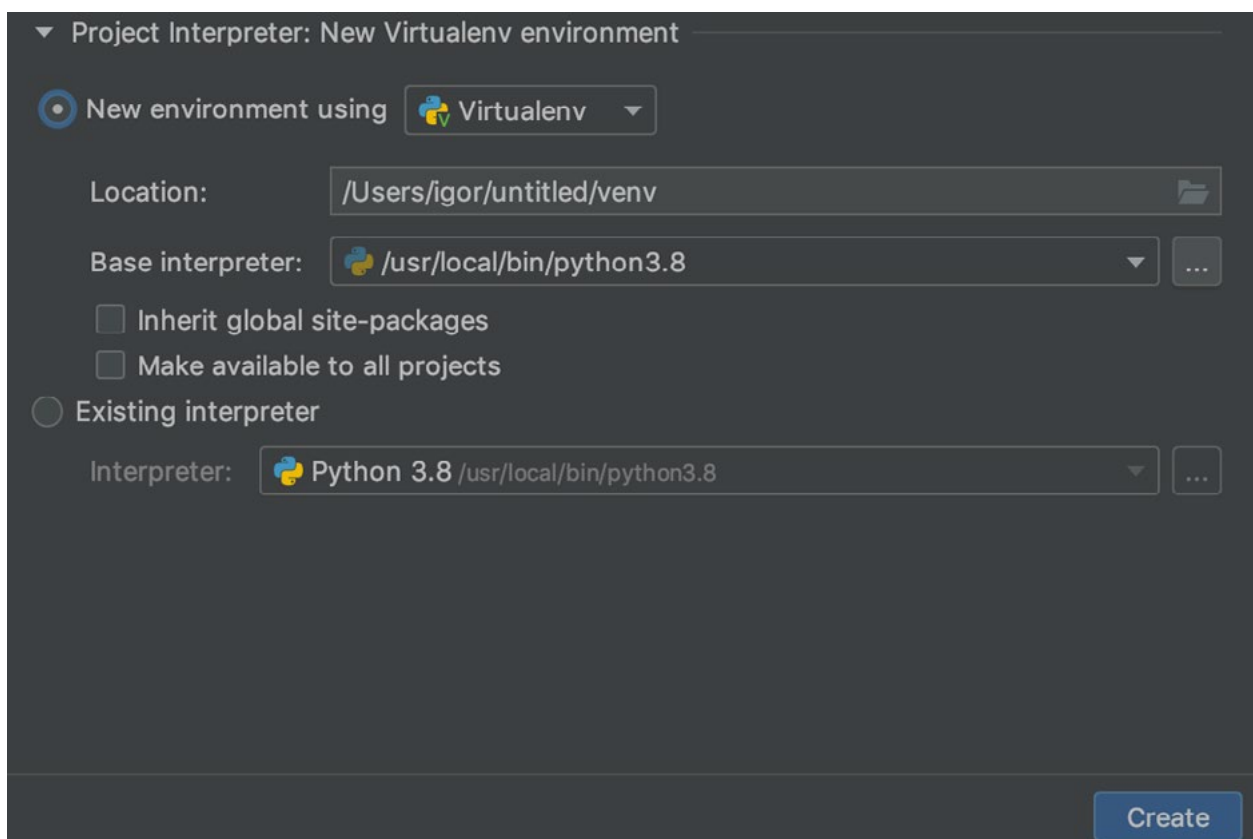 Project Interpreter: New Virtualenv environment
New environment using Virtualenv
Location: /Users/igor/untitled/venv
Base interpreter: /usr/local/bin/python3.8 ...
Inherit global site-packages
Make available to all projects
Existing interpreter
Interpreter: Python 3.8 /usr/local/bin/python3.8 ...
Create